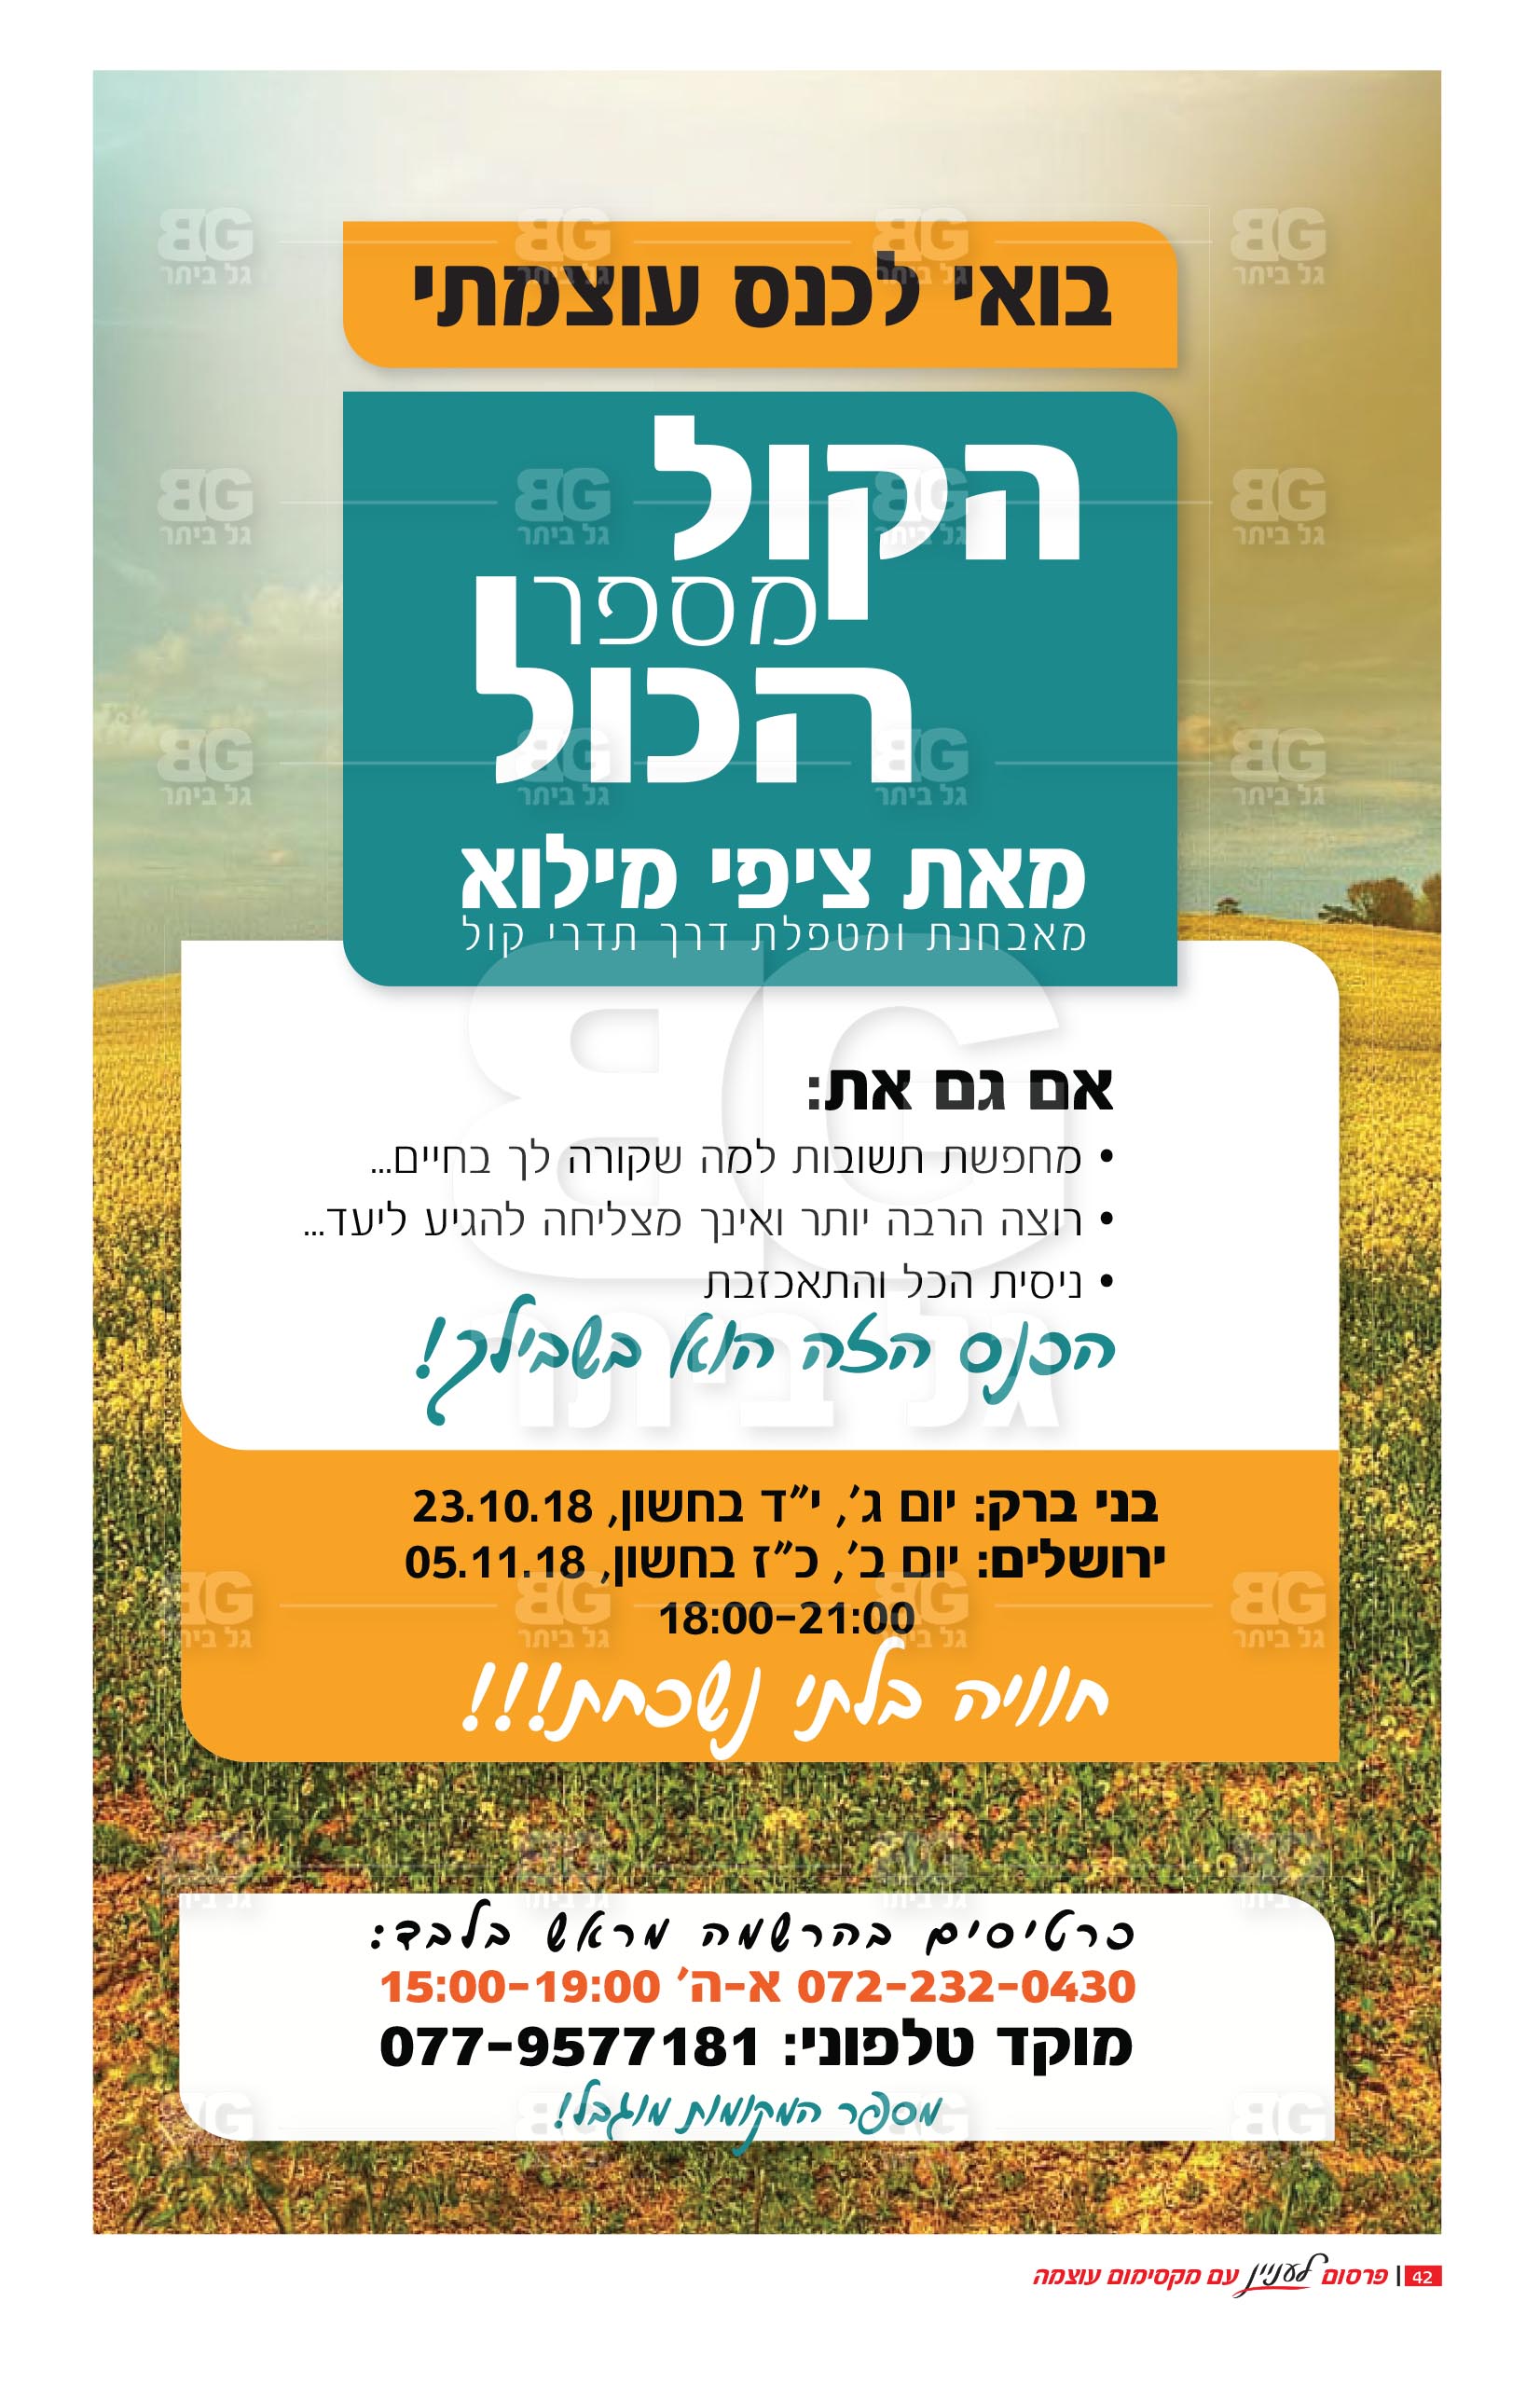 בואי לכנס עוצמתי
הקול
מספר
הכול
מאת ציפי מילוא
מאבחנת ומטפלת דרך תדרי קול
אם גם את:
• מחפשת תשובות למה שקורה לך בחיים...
• רוצה הרבה יותר ואינך מצליחה להגיע ליעד...
• ניסית הכל והתאכזבת
הכנס הזה הוא בשבילך!
בני ברק: יום ג', י"ד בחשון, 23.10.18
ירושלים: יום ב', כ"ז בחשון, 05.11.18
18:00-21:00
חוויה בלתי נשכחת!!!
כרטיסים בהרשמה מראש בלבד:
072-232-0430 א-ה' 15:00-19:00
מוקד טלפוני: 077-9577181
מספר המקומות מוגבל!
42 | פרסום לעניין עם מקסימום עוצמה
BG
גל ביתר